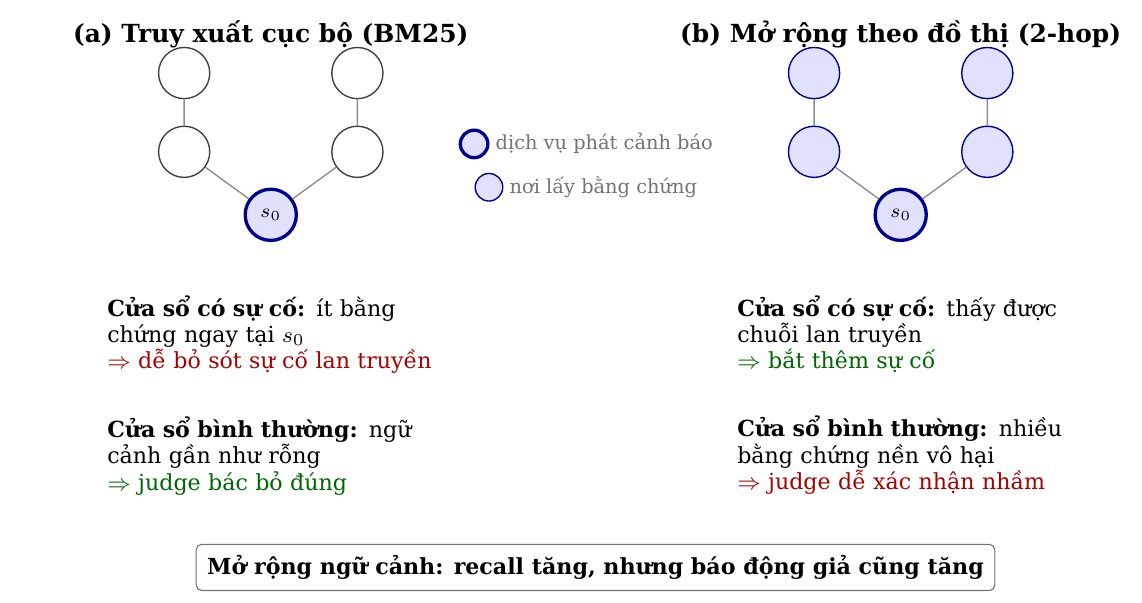 (a) Truy xuất cục bộ (BM25)
(b) Mở rộng theo đồ thị (2-hop)
dịch vụ phát cảnh báo
nơi lấy bằng chứng
s₀
s₀
Cửa sổ có sự cố: ít bằng
chứng ngay tại s₀
⇒ dễ bỏ sót sự cố lan truyền
Cửa sổ bình thường: ngữ
cảnh gần như rỗng
⇒ judge bác bỏ đúng
Cửa sổ có sự cố: thấy được
chuỗi lan truyền
⇒ bắt thêm sự cố
Cửa sổ bình thường: nhiều
bằng chứng nền vô hại
⇒ judge dễ xác nhận nhầm
Mở rộng ngữ cảnh: recall tăng, nhưng báo động giả cũng tăng